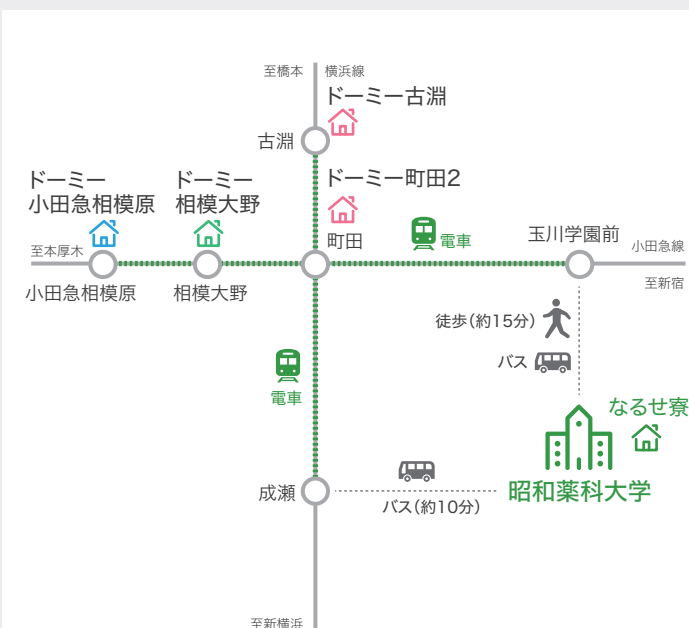 至橋本
横浜線
ドーミー古淵
古淵
ドーミー
小田急相模原
ドーミー
相模大野
ドーミー町田2
町田
電車
玉川学園前
小田急線
至本厚木
至新宿
小田急相模原
相模大野
徒歩(約15分)
バス
電車
なるせ寮
昭和薬科大学
成瀬
バス(約10分)
至新横浜